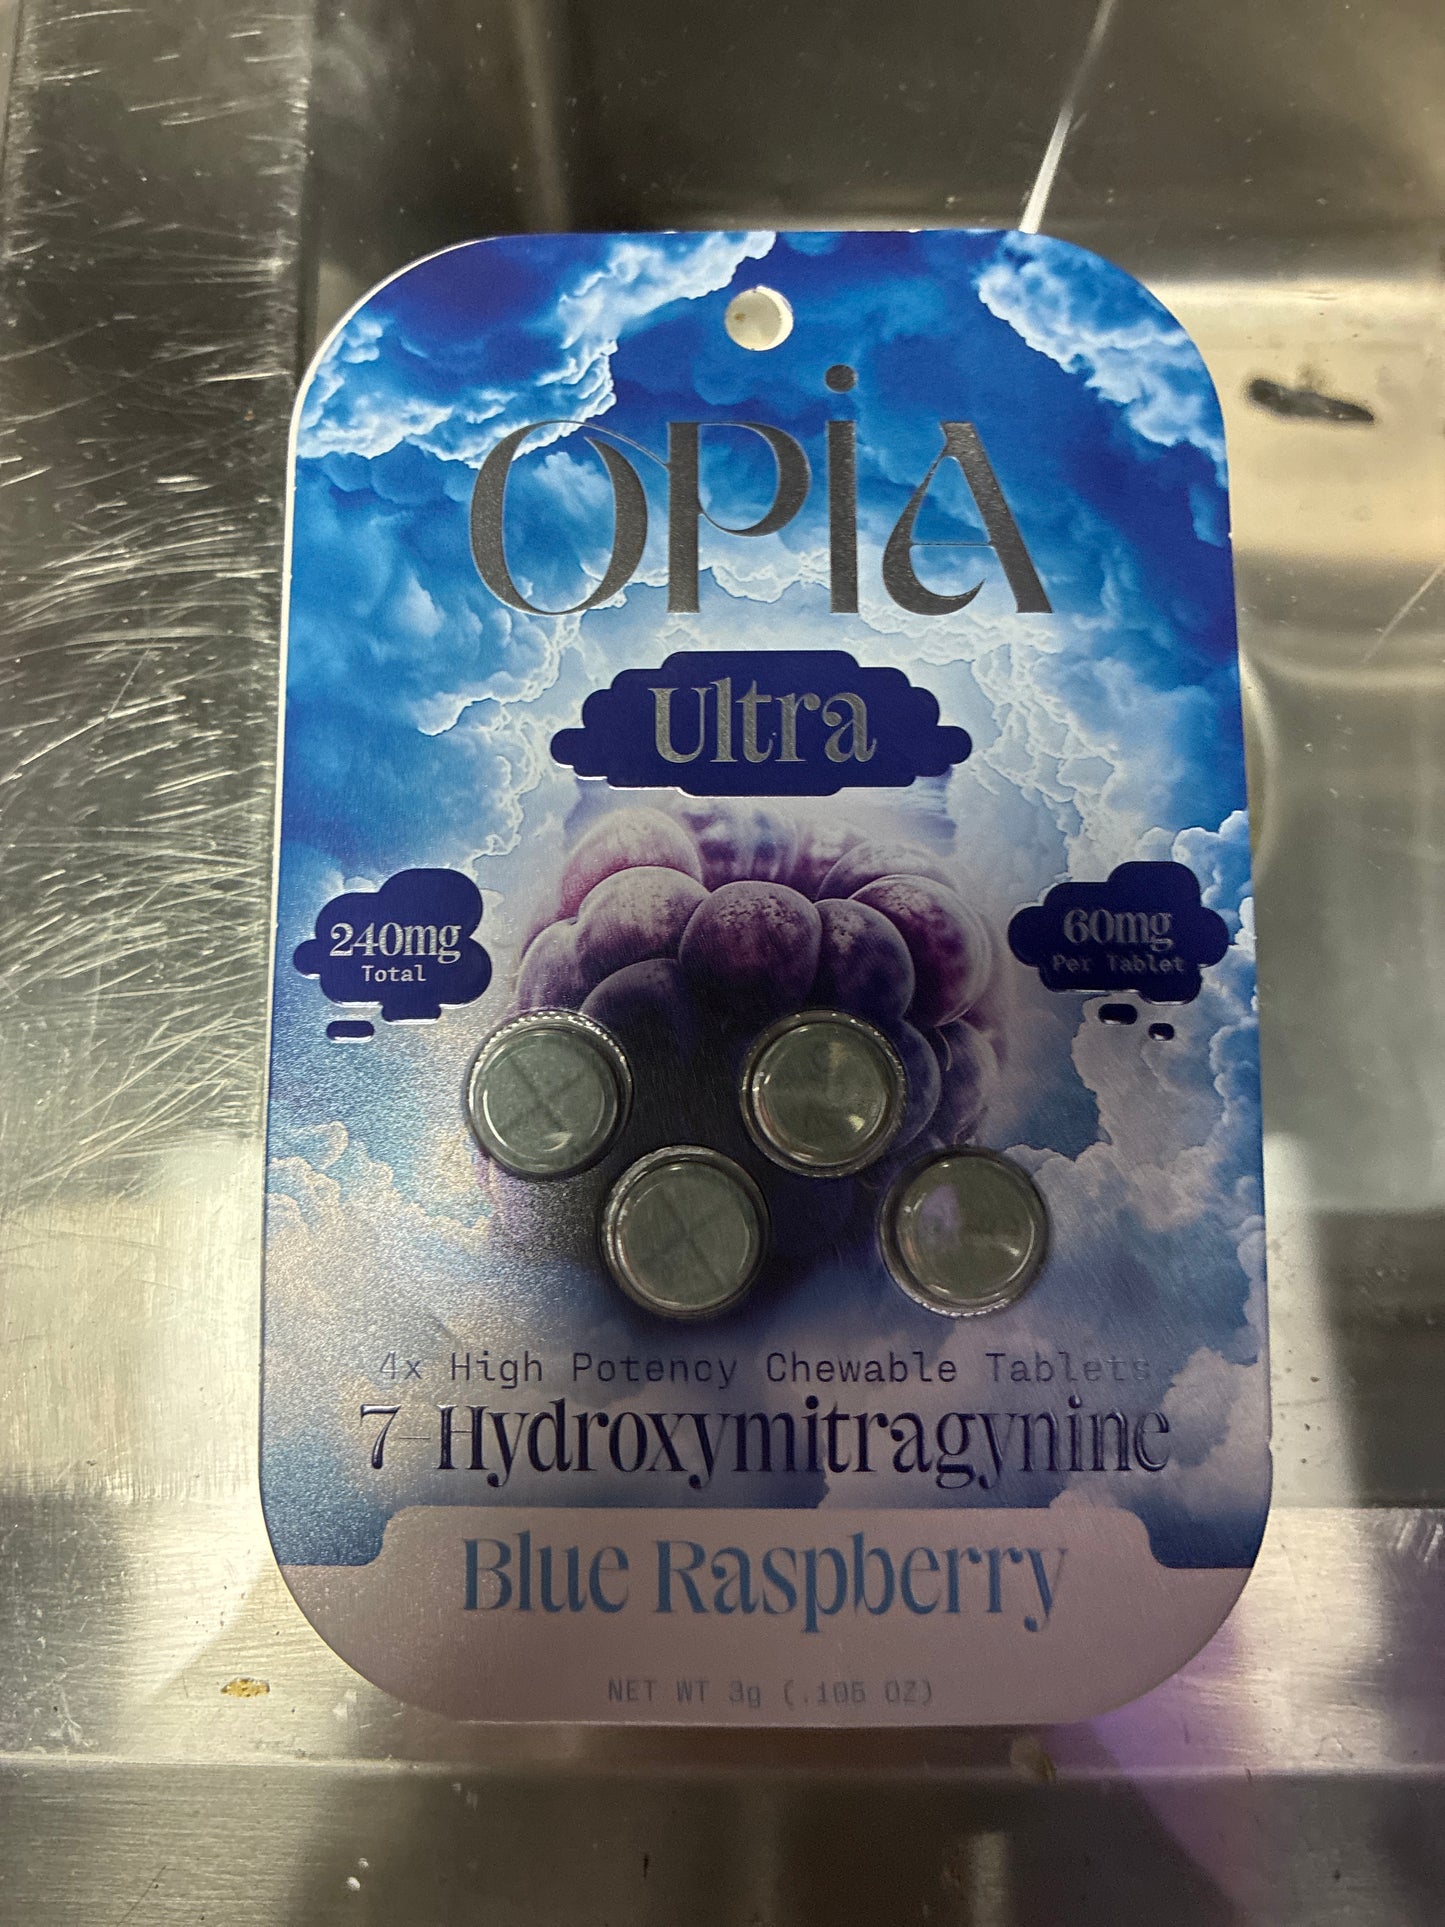 OPiA
Ultra
240mg
Total
60mg
Per Tablet
4x High Potency Chewable Tablets
7-Hydroxymitragynine
Blue Raspberry
NET WT 3g (.105 OZ)